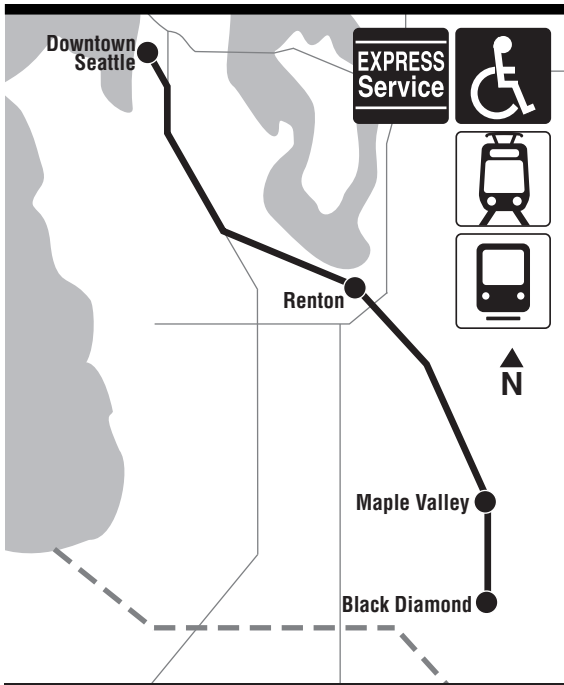 Downtown
Seattle
EXPRESS
Service
Renton
N
Maple Valley
Black Diamond